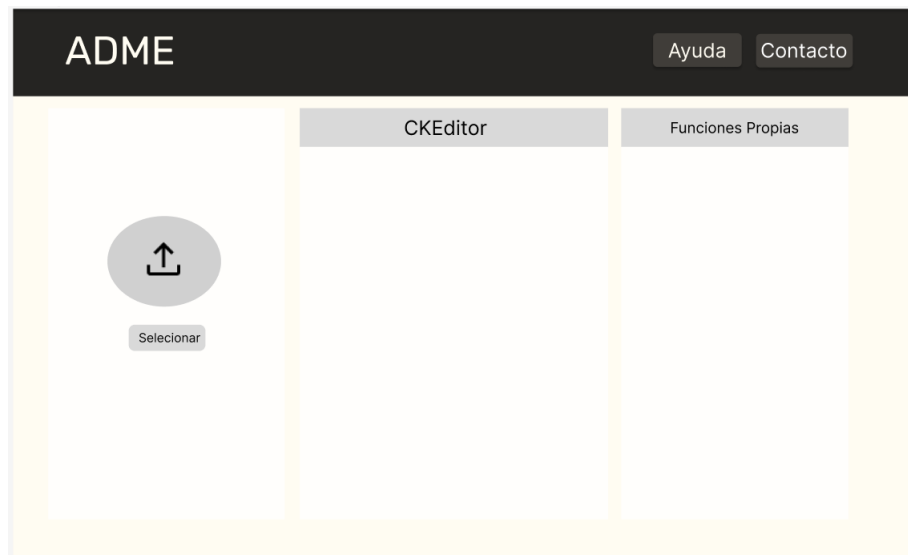 ADME
Ayuda
Contacto
CKEditor
Funciones Propias
Selecionar